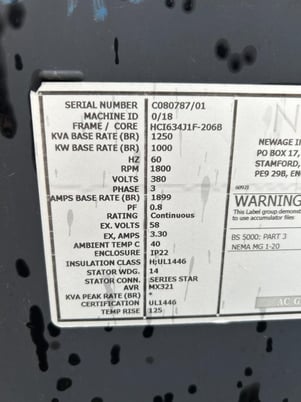 SERIAL NUMBER C080787/01
MACHINE ID 0/18
FRAME / CORE HCI634J1F-206B
KVA BASE RATE (BR) 1250
KW BASE RATE (BR) 1000
HZ 60
RPM 1800
VOLTS 380
PHASE 3
AMPS BASE RATE (BR) 1899
PF 0.8
RATING Continuous
EX. VOLTS 58
EX, AMPS 3.30
AMBIENT TEMP C 40
ENCLOSURE IP22
INSULATION CLASS H;UL1446
STATOR WDG. 14
STATOR CONN. SERIES STAR
AVR MX321
KVA PEAK RATE (BR) *
CERTIFICATION UL1446
TEMP RISE 125
NEWAGE I
PO BOX 17,
STAMFORD,
PE9 2NB, EN
WARNING
This Label group demonst
to use accumulator files
BS 5000: PART 3
NEMA MG 1-20
AC G